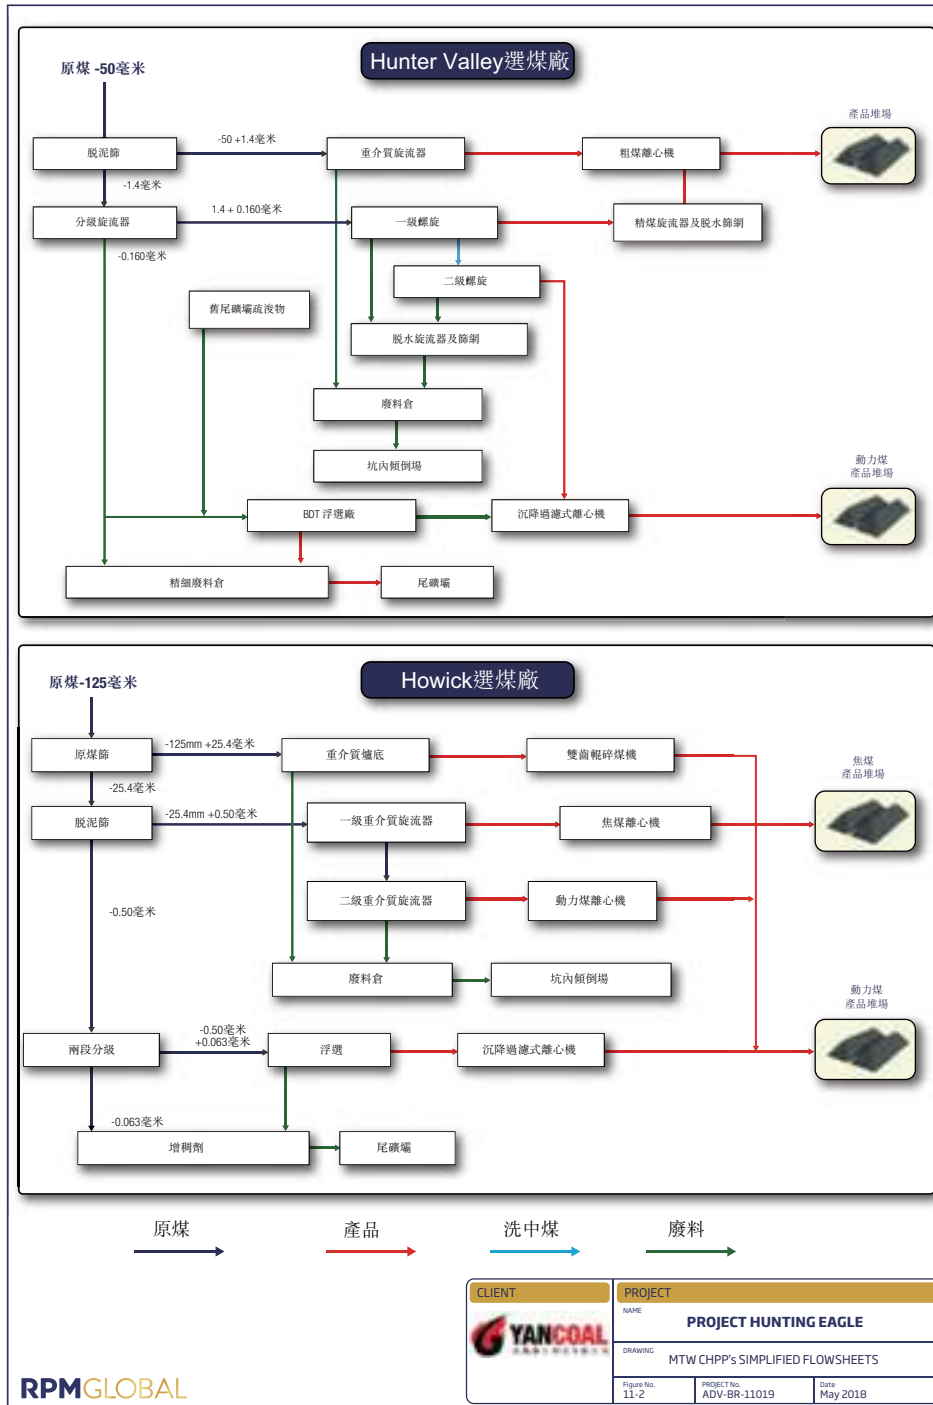 Hunter Valley選煤廠
原煤 -50毫米
產品堆場
脫泥篩
-50 +1.4毫米
重介質旋流器
粗煤離心機
-1.4毫米
分級旋流器
1.4 + 0.160毫米
一級螺旋
精煤旋流器及脫水篩網
-0.160毫米
二級螺旋
舊尾礦壩疏浚物
脫水旋流器及篩網
廢料倉
坑內傾倒場
動力煤
產品堆場
BDT 浮選廠
沉降過濾式離心機
精細廢料倉
尾礦壩
Howick選煤廠
原煤-125毫米
原煤篩
-125mm +25.4毫米
重介質爐底
雙齒輥碎煤機
焦煤
產品堆場
-25.4毫米
脫泥篩
-25.4mm +0.50毫米
一級重介質旋流器
焦煤離心機
-0.50毫米
二級重介質旋流器
動力煤離心機
廢料倉
坑內傾倒場
動力煤
產品堆場
-0.50毫米
+0.063毫米
兩段分級
浮選
沉降過濾式離心機
-0.063毫米
增稠劑
尾礦壩
原煤
產品
洗中煤
廢料
CLIENT
PROJECT
YANCOAL
NAME
PROJECT HUNTING EAGLE
DRAWING
MTW CHPP's SIMPLIFIED FLOWSHEETS
Figure No.
11-2
PROJECT No.
ADV-BR-11019
Date
May 2018
RPMGLOBAL